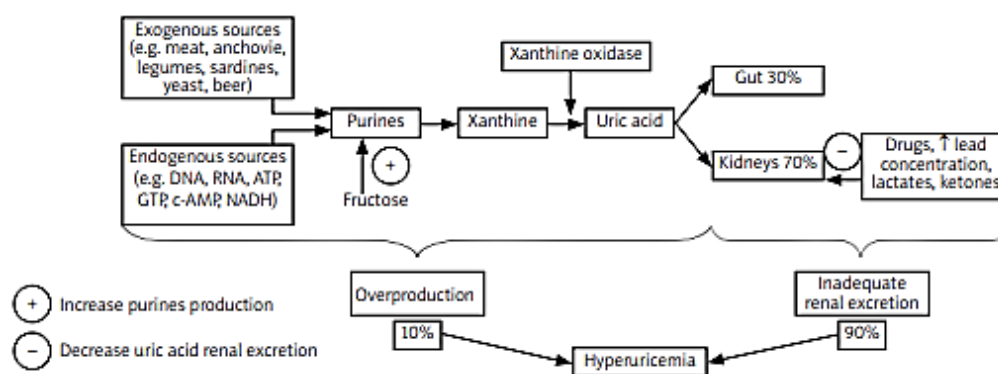 Exogenous sources
(e.g. meat, anchovie,
legumes, sardines,
yeast, beer)
Xanthine oxidase
Gut 30%
Purines
Xanthine
Uric acid
Endogenous sources
(e.g. DNA, RNA, ATP,
GTP, c-AMP, NADH)
+
Fructose
Kidneys 70%
−
Drugs, ↑ lead
concentration,
lactates, ketones
Overproduction
10%
Inadequate
renal excretion
90%
Hyperuricemia
+ Increase purines production
− Decrease uric acid renal excretion